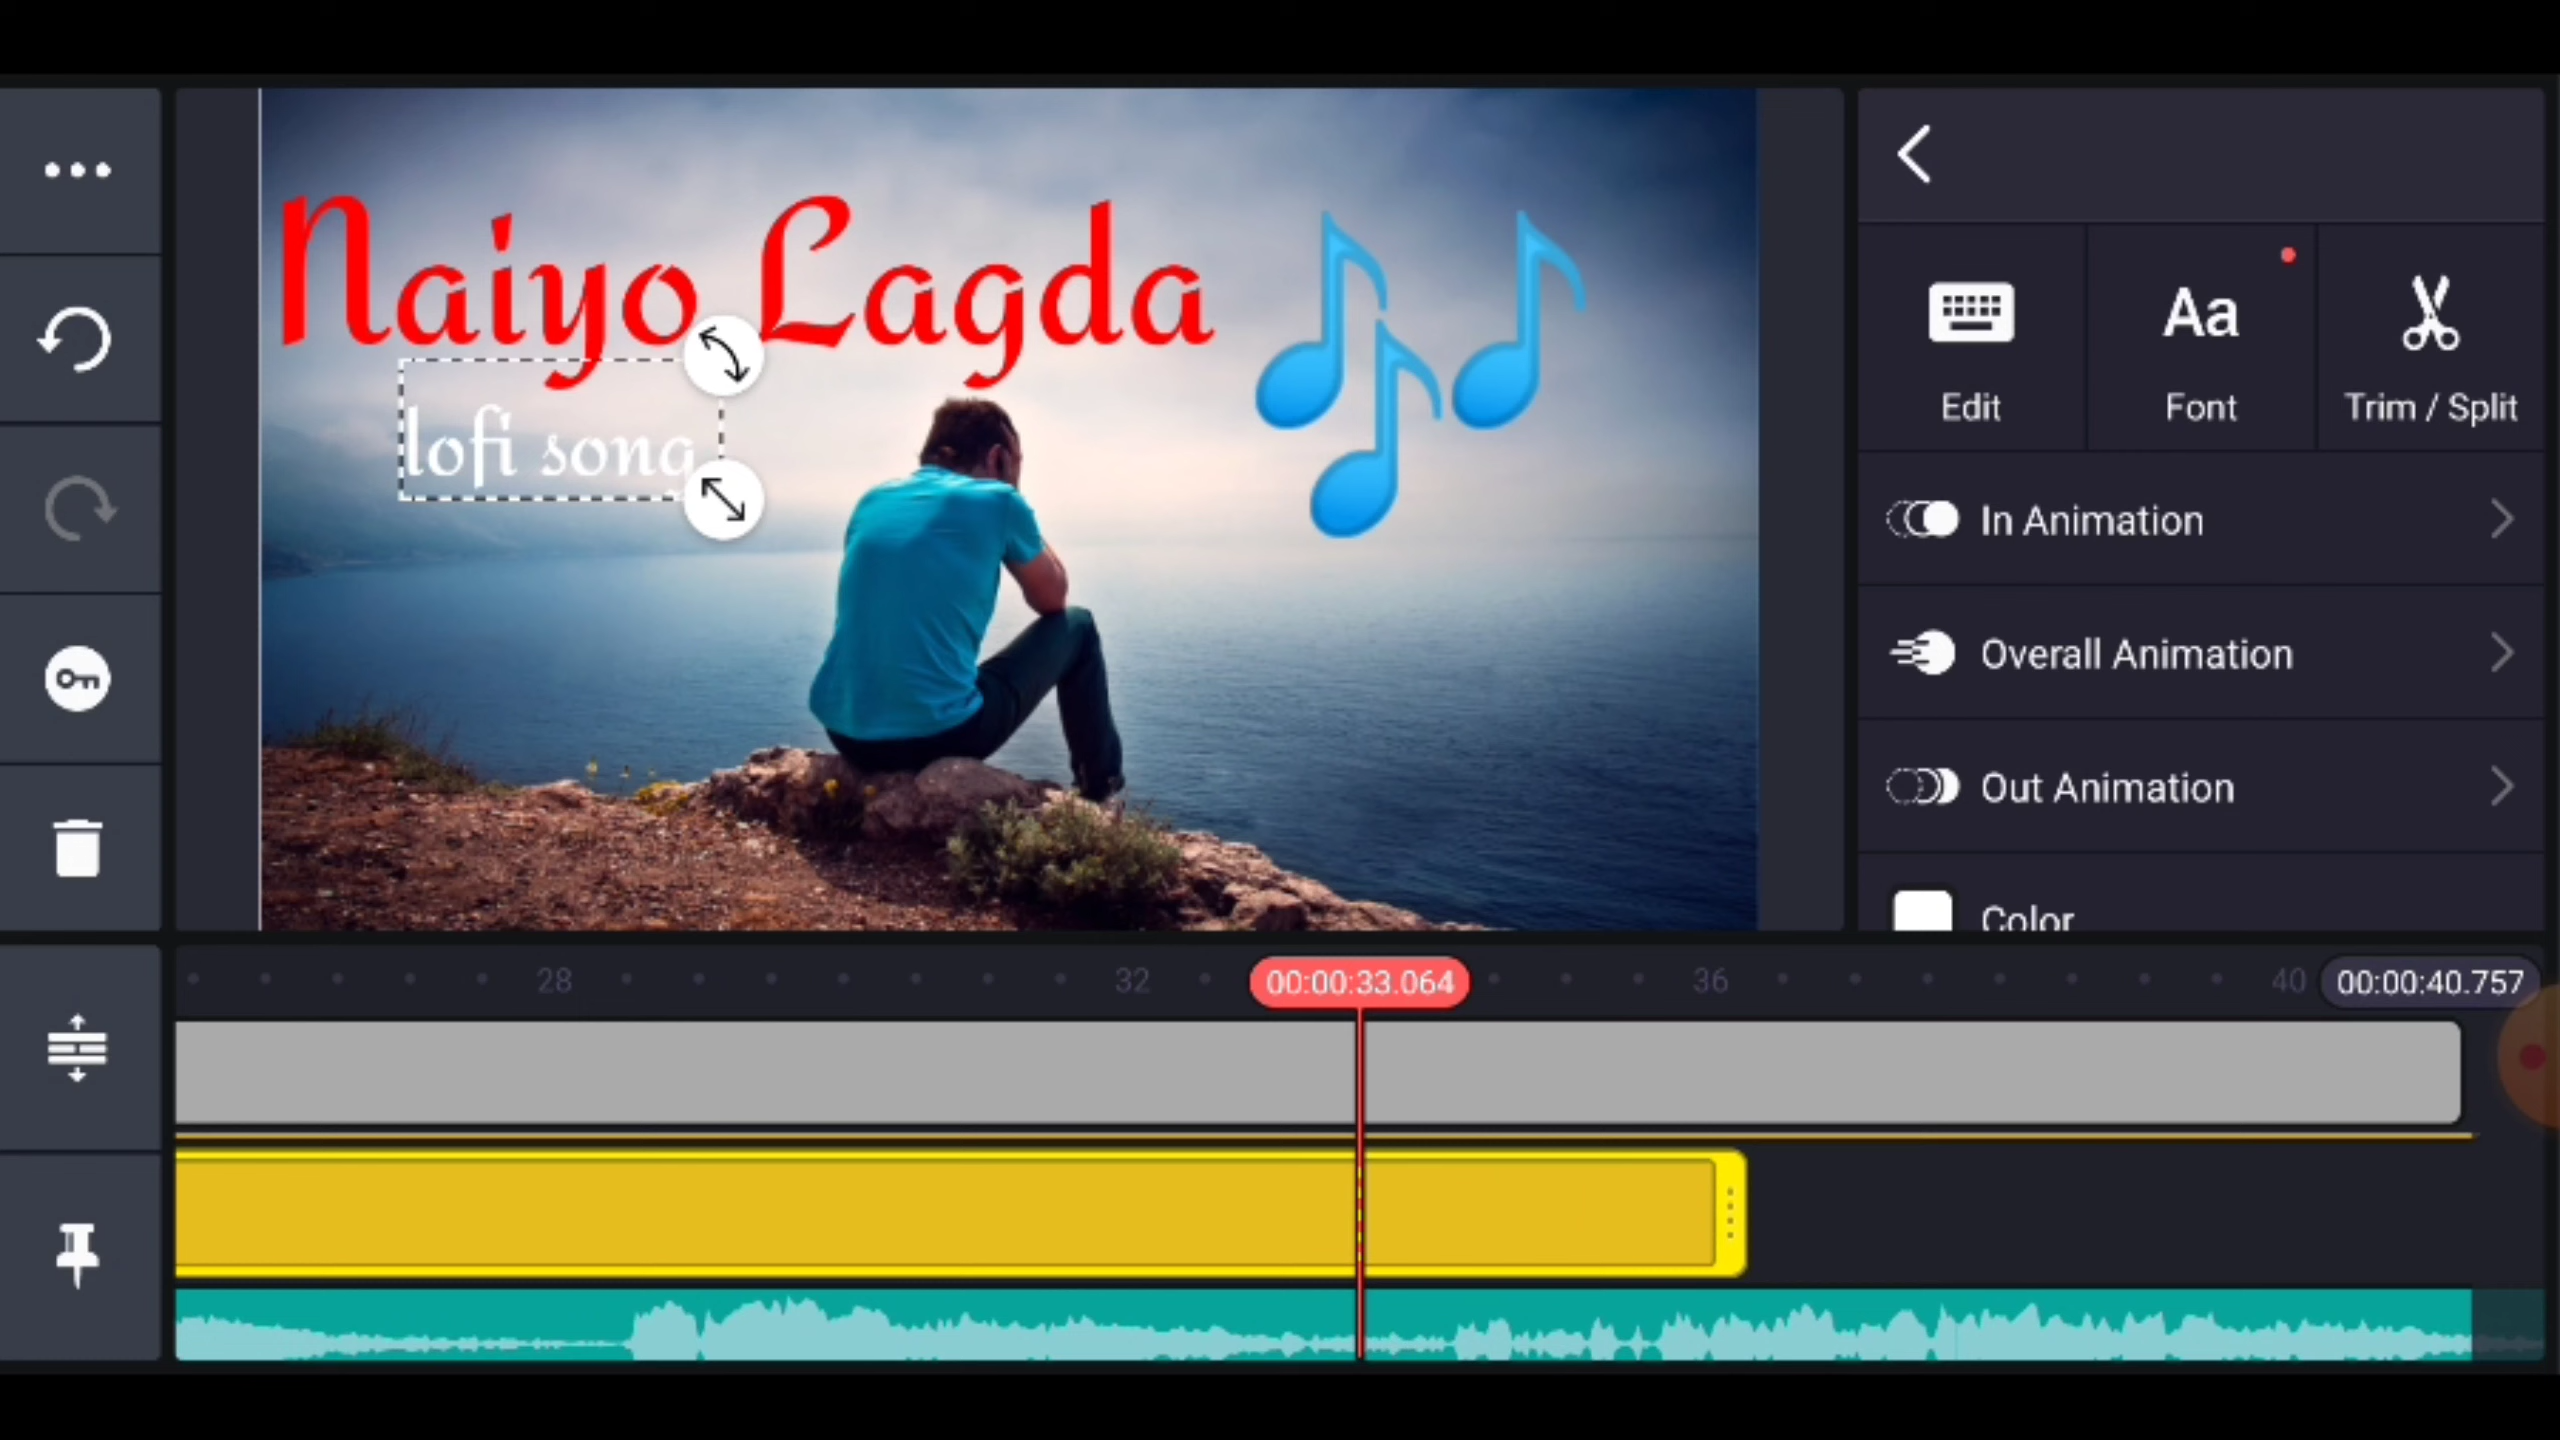 Naiyo Lagda
lofi song
Edit
Font
Trim / Split
In Animation
Overall Animation
Out Animation
Color
28
32
00:00:33.064
36
40
00:00:40.757